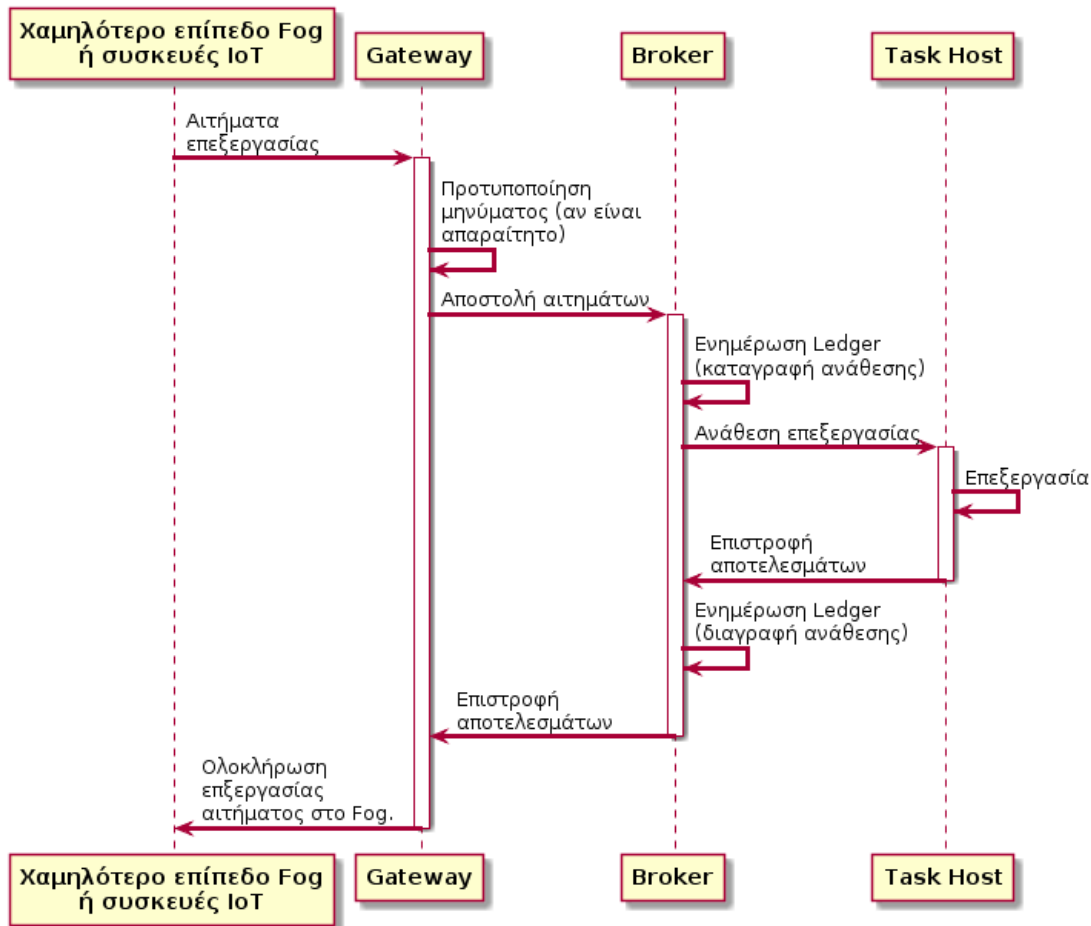 Χαμηλότερο επίπεδο Fog
ή συσκευές IoT
Gateway
Broker
Task Host
Αιτήματα
επεξεργασίας
Προτυποποίηση
μηνύματος (αν είναι
απαραίτητο)
Αποστολή αιτημάτων
Ενημέρωση Ledger
(καταγραφή ανάθεσης)
Ανάθεση επεξεργασίας
Επεξεργασία
Επιστροφή
αποτελεσμάτων
Ενημέρωση Ledger
(διαγραφή ανάθεσης)
Επιστροφή
αποτελεσμάτων
Ολοκλήρωση
επξεργασίας
αιτήματος στο Fog.
Χαμηλότερο επίπεδο Fog
ή συσκευές IoT
Gateway
Broker
Task Host